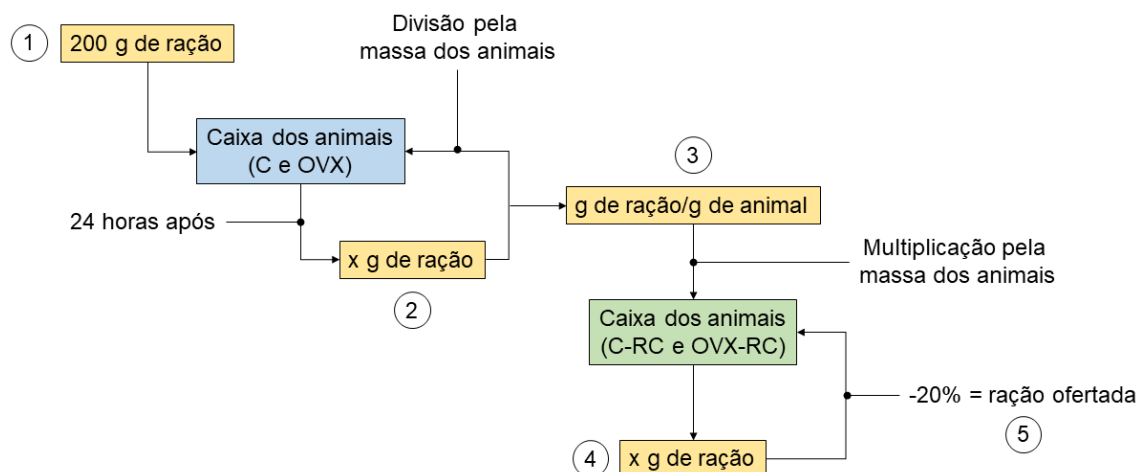 1
200 g de ração
Divisão pela
massa dos animais
Caixa dos animais
(C e OVX)
24 horas após
x g de ração
2
3
g de ração/g de animal
Multiplicação pela
massa dos animais
Caixa dos animais
(C-RC e OVX-RC)
-20% = ração ofertada
5
4
x g de ração